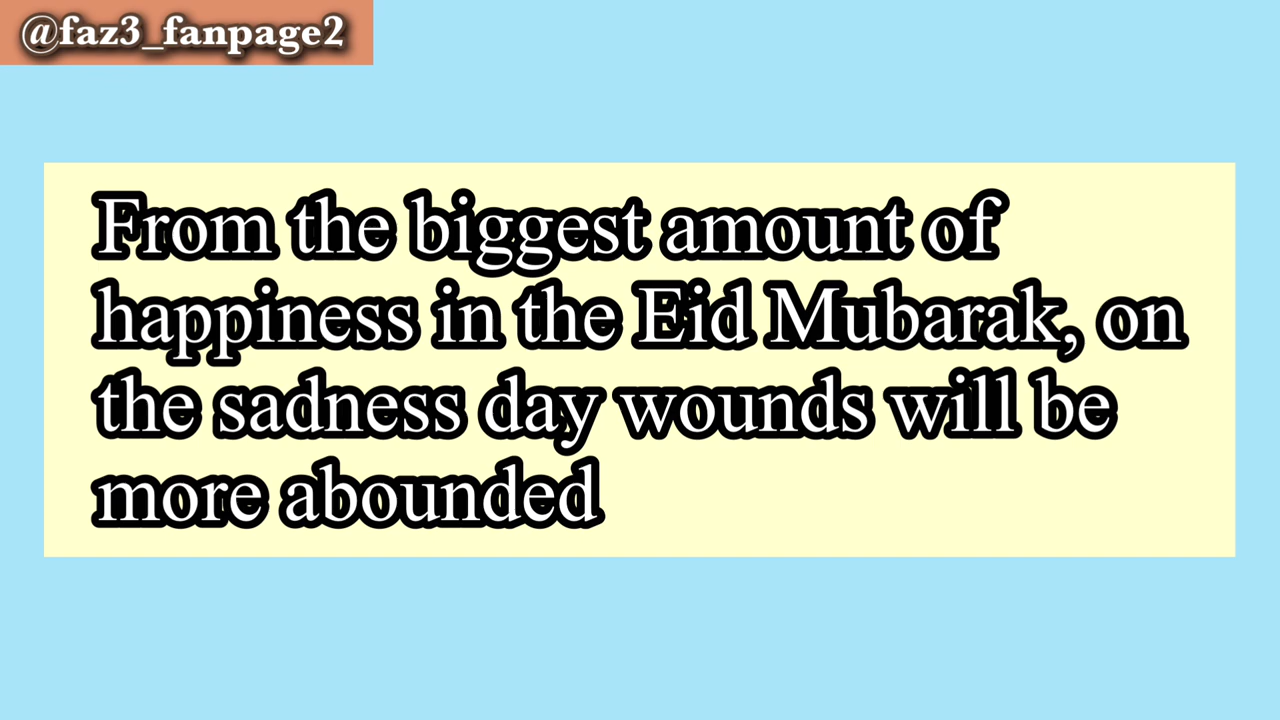 @faz3_fanpage2
From the biggest amount of
happiness in the Eid Mubarak, on
the sadness day wounds will be
more abounded